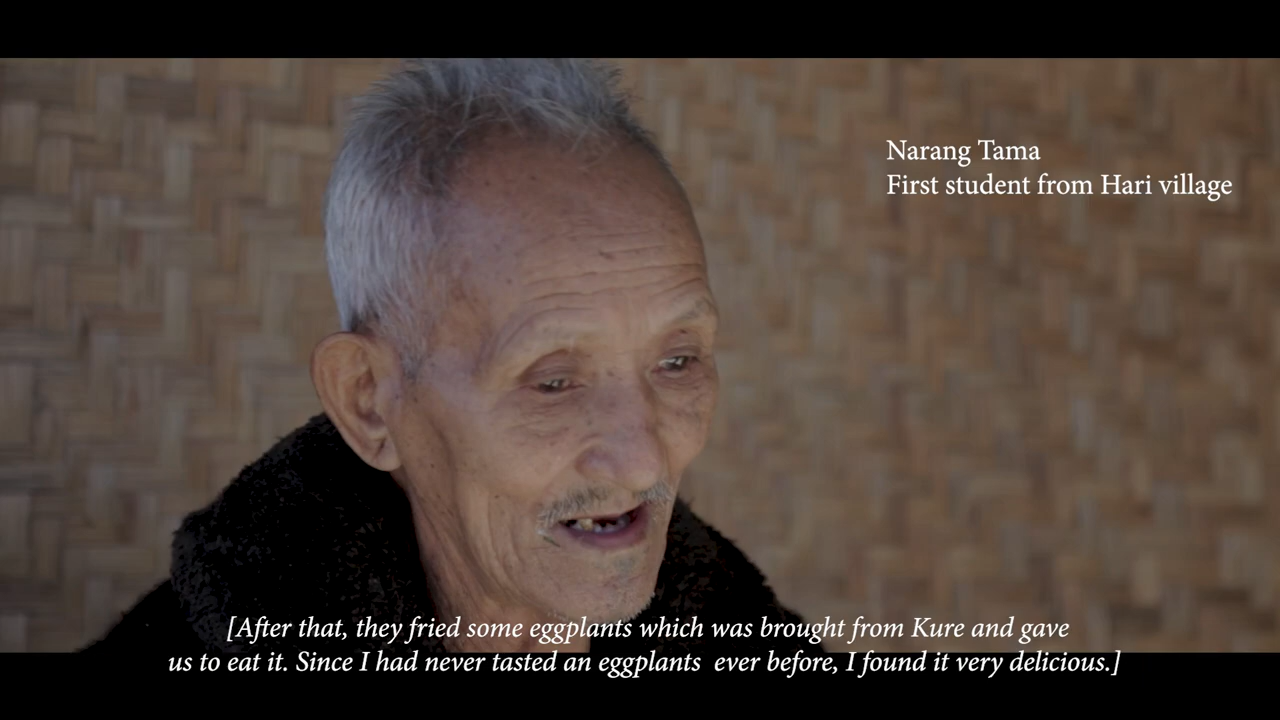 Narang Tama
First student from Hari village
[After that, they fried some eggplants which was brought from Kure and gave
us to eat it. Since I had never tasted an eggplants  ever before, I found it very delicious.]